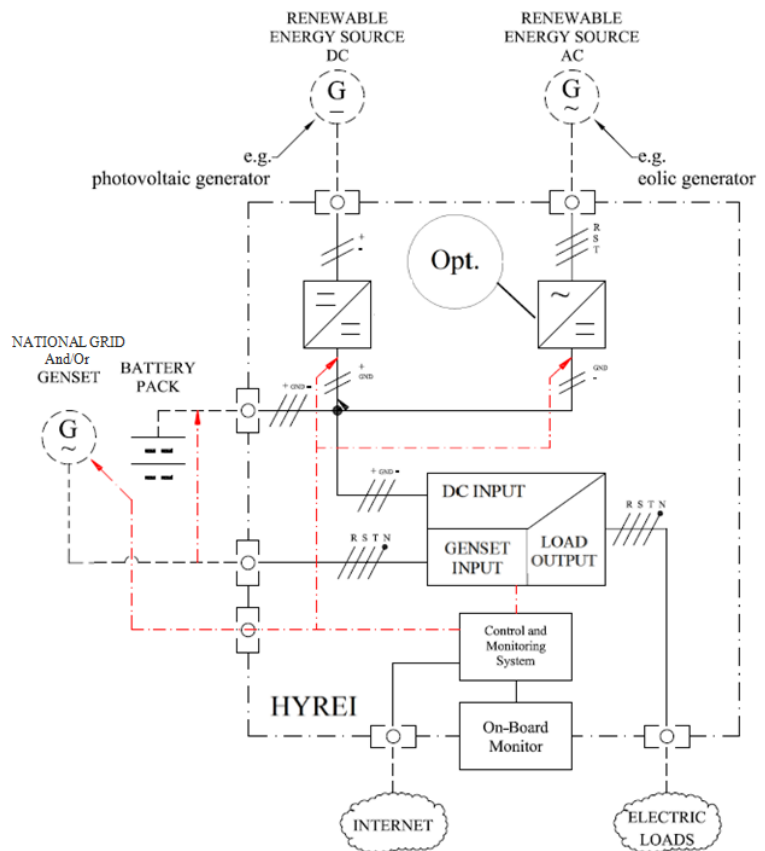 RENEWABLE
ENERGY SOURCE
DC
RENEWABLE
ENERGY SOURCE
AC
G
G
~
e.g.
photovoltaic generator
e.g.
eolic generator
+
-
R
S
T
Opt.
~
NATIONAL GRID
And/Or
GENSET
BATTERY
PACK
+
GND
GND
-
+ GND -
G
~
+ GND -
DC INPUT
R S T N
R S T N
GENSET
INPUT
LOAD
OUTPUT
Control and
Monitoring
System
HYREI
On-Board
Monitor
INTERNET
ELECTRIC
LOADS